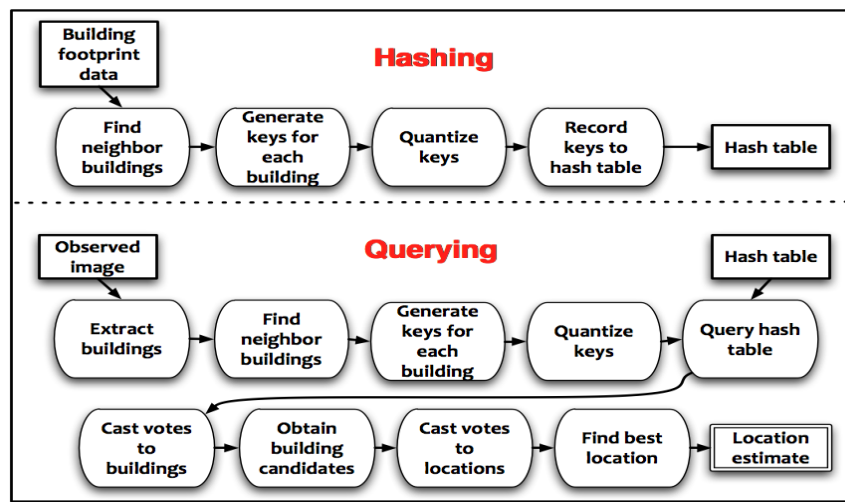 Building
footprint
data
Hashing
Find
neighbor
buildings
Generate
keys for
each
building
Quantize
keys
Record
keys to
hash table
Hash table
Observed
image
Querying
Hash table
Extract
buildings
Find
neighbor
buildings
Generate
keys for
each
building
Quantize
keys
Query hash
table
Cast votes
to
buildings
Obtain
building
candidates
Cast votes
to
locations
Find best
location
Location
estimate